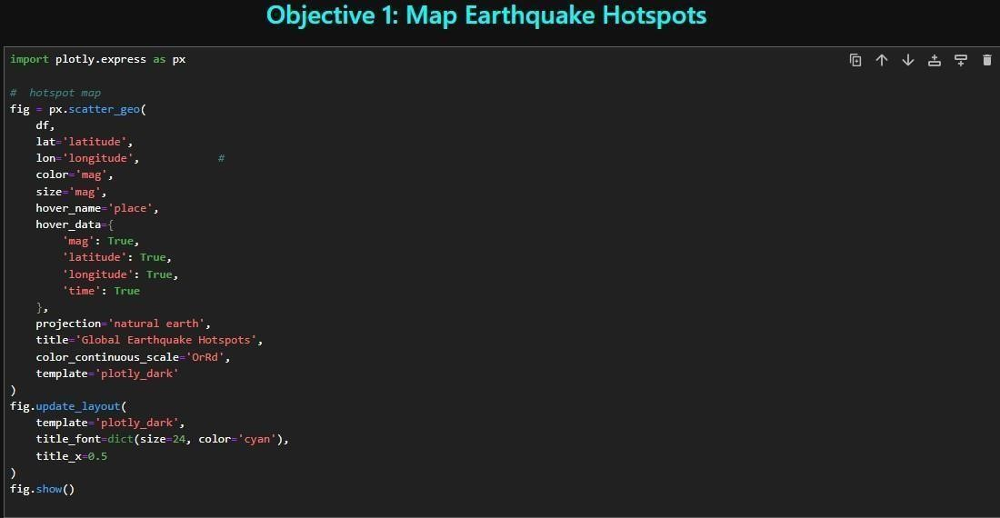 Objective 1: Map Earthquake Hotspots
import plotly.express as px
#  hotspot map
fig = px.scatter_geo(
    df,
    lat='latitude',
    lon='longitude',            #
    color='mag',
    size='mag',
    hover_name='place',
    hover_data={
        'mag': True,
        'latitude': True,
        'longitude': True,
        'time': True
    },
    projection='natural earth',
    title='Global Earthquake Hotspots',
    color_continuous_scale='OrRd',
    template='plotly_dark'
)
fig.update_layout(
    template='plotly_dark',
    title_font=dict(size=24, color='cyan'),
    title_x=0.5
)
fig.show()